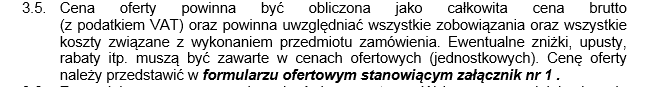 3.5. Cena oferty powinna być obliczona jako całkowita cena brutto
(z podatkiem VAT) oraz powinna uwzględniać wszystkie zobowiązania oraz wszystkie
koszty związane z wykonaniem przedmiotu zamówienia. Ewentualne zniżki, upusty,
rabaty itp. muszą być zawarte w cenach ofertowych (jednostkowych). Cenę oferty
należy przedstawić w formularzu ofertowym stanowiącym załącznik nr 1 .